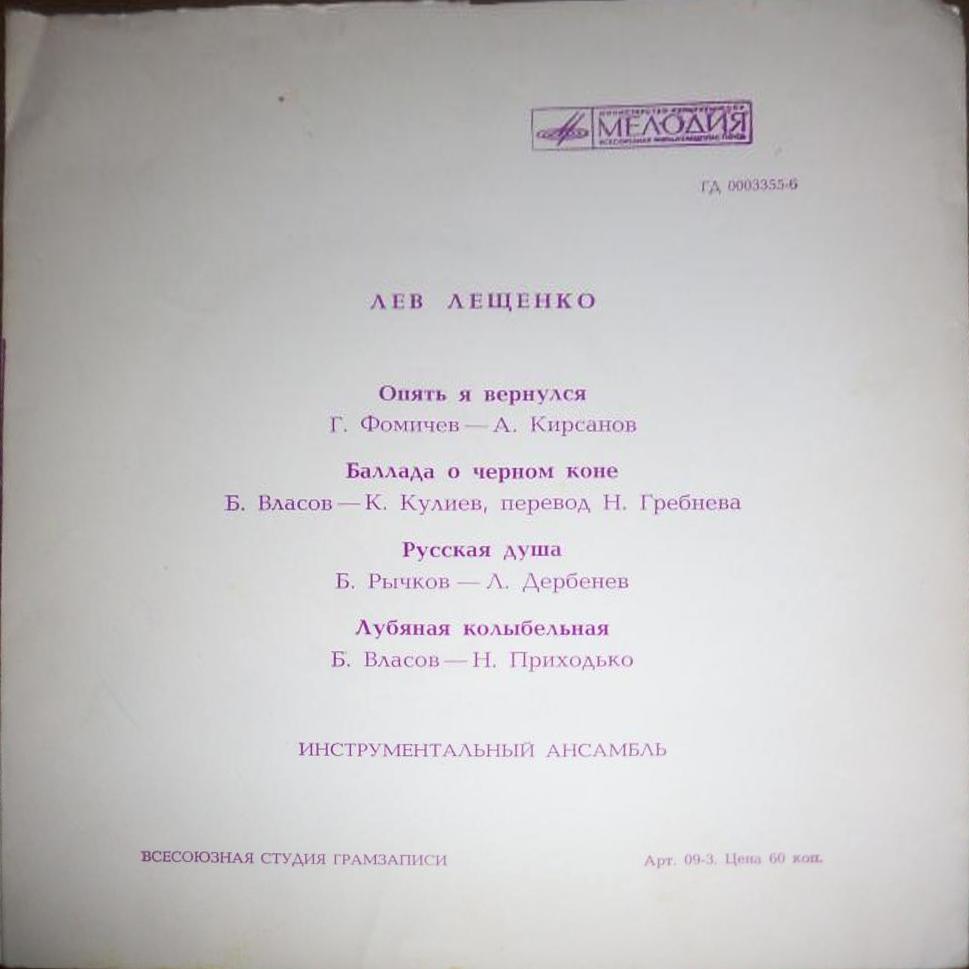 МЕЛОДИЯ
ГД 0003355-6
ЛЕВ ЛЕЩЕНКО
Опять я вернулся
Г. Фомичев — А. Кирсанов
Баллада о черном коне
Б. Власов — К. Кулиев, перевод Н. Гребнева
Русская душа
Б. Рычков — Л. Дербенев
Лубяная колыбельная
Б. Власов — Н. Приходько
ИНСТРУМЕНТАЛЬНЫЙ АНСАМБЛЬ
ВСЕСОЮЗНАЯ СТУДИЯ ГРАМЗАПИСИ
Арт. 09-3. Цена 60 коп.